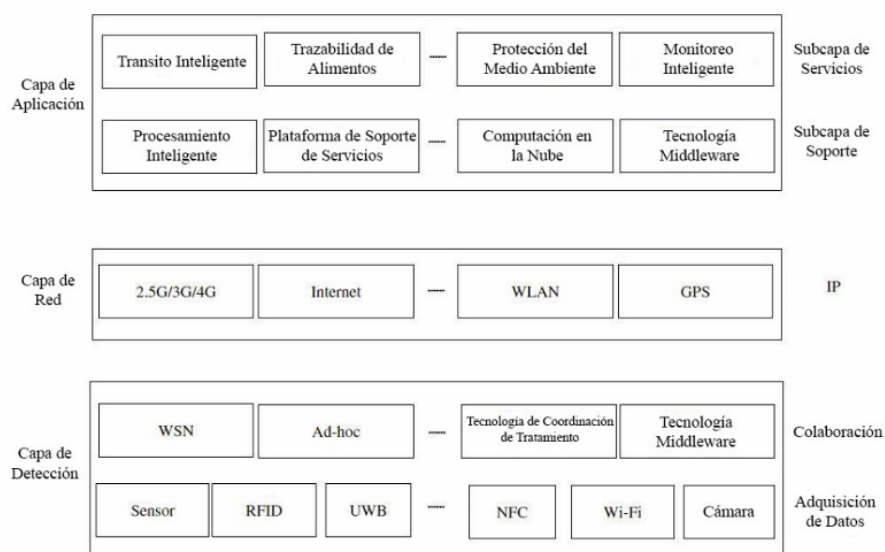 Capa de
Aplicación
Transito Inteligente
Trazabilidad de
Alimentos
Protección del
Medio Ambiente
Monitoreo
Inteligente
Subcapa de
Servicios
Procesamiento
Inteligente
Plataforma de Soporte
de Servicios
Computación en
la Nube
Tecnología
Middleware
Subcapa de
Soporte
Capa de
Red
2.5G/3G/4G
Internet
WLAN
GPS
IP
Capa de
Detección
WSN
Ad-hoc
Tecnología de Coordinación
de Tratamiento
Tecnología
Middleware
Colaboración
Sensor
RFID
UWB
NFC
Wi-Fi
Cámara
Adquisición
de Datos